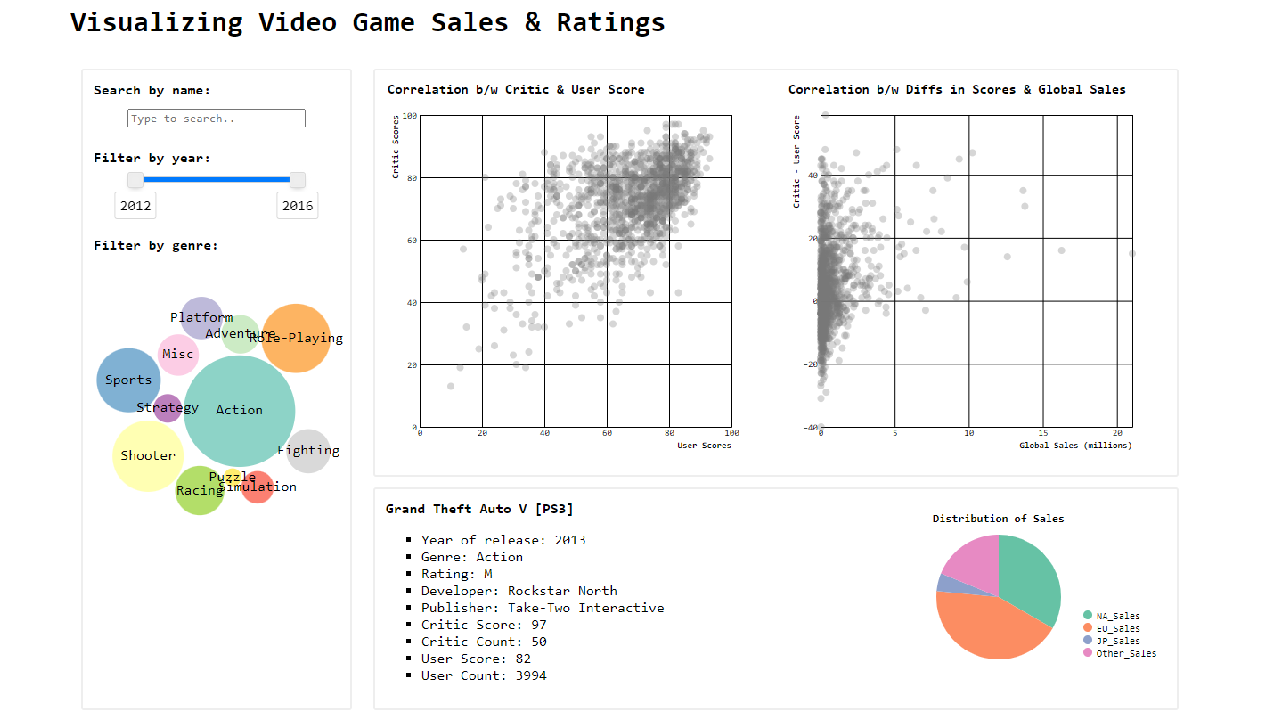 Visualizing Video Game Sales & Ratings
Search by name:
Type to search..
Filter by year:
2012
2016
Filter by genre:
Platform
Adventure
Role-Playing
Misc
Sports
Strategy
Action
Shooter
Fighting
Puzzle
Racing
Simulation
Correlation b/w Critic & User Score
Critic Scores
100
80
60
40
20
0
0 20 40 60 80 100
User Scores
Correlation b/w Diffs in Scores & Global Sales
Critic - User Score
40
20
0
-20
-40
0 5 10 15 20
Global Sales (millions)
Grand Theft Auto V [PS3]
Year of release: 2013
Genre: Action
Rating: M
Developer: Rockstar North
Publisher: Take-Two Interactive
Critic Score: 97
Critic Count: 50
User Score: 82
User Count: 3994
Distribution of Sales
NA_Sales
EU_Sales
JP_Sales
Other_Sales